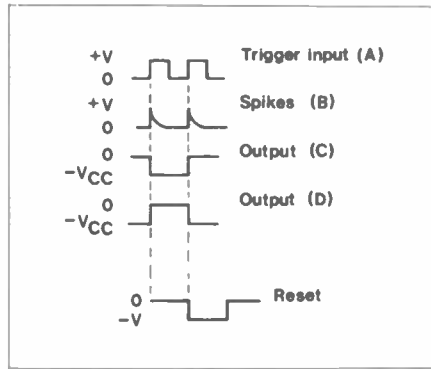 +V Trigger input (A)
0
+V Spikes (B)
0
0 Output (C)
-VCC
0 Output (D)
-VCC
0 Reset
-V